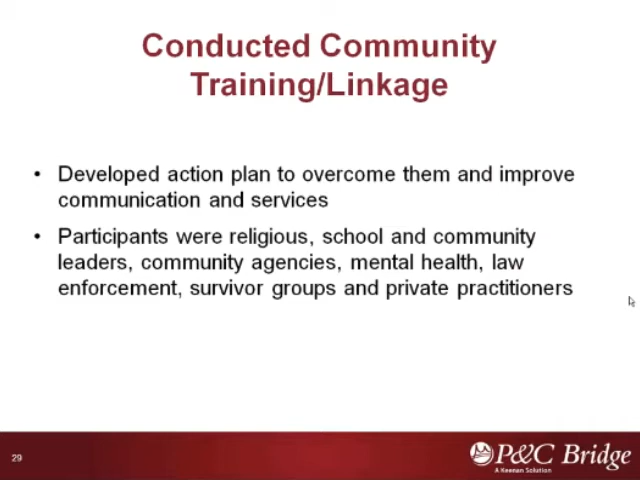 Conducted Community
Training/Linkage
• Developed action plan to overcome them and improve
communication and services
• Participants were religious, school and community
leaders, community agencies, mental health, law
enforcement, survivor groups and private practitioners
29
P&C Bridge
A Keenan Solution